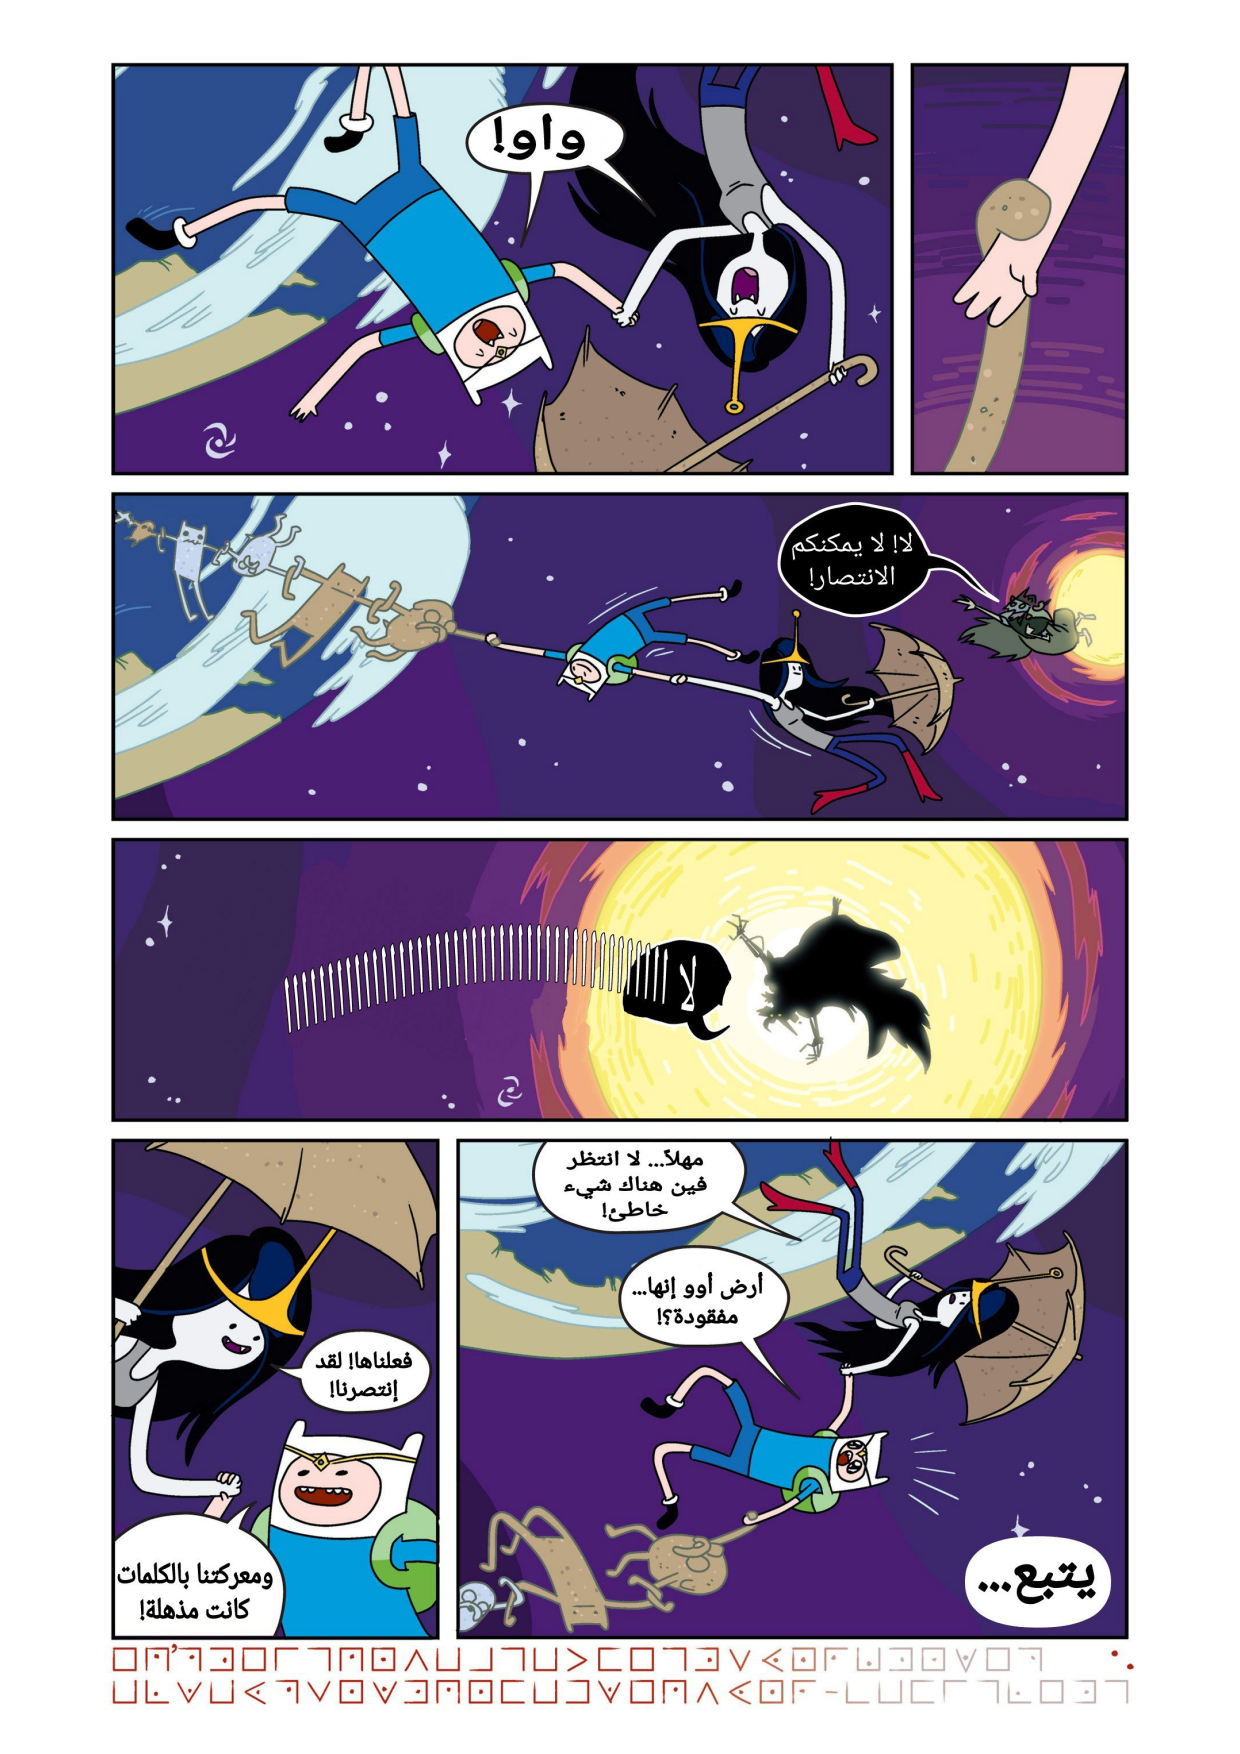 واو!
لا! لا يمكنكم
الانتصار!
فعلناها! لقد
إنتصرنا!
ومعركتنا بالكلمات
كانت مذهلة!
مهلاً... لا انتظر
فين هناك شيء
خاطئ!
أرض أوو إنها...
مفقودة؟!
يتبع...